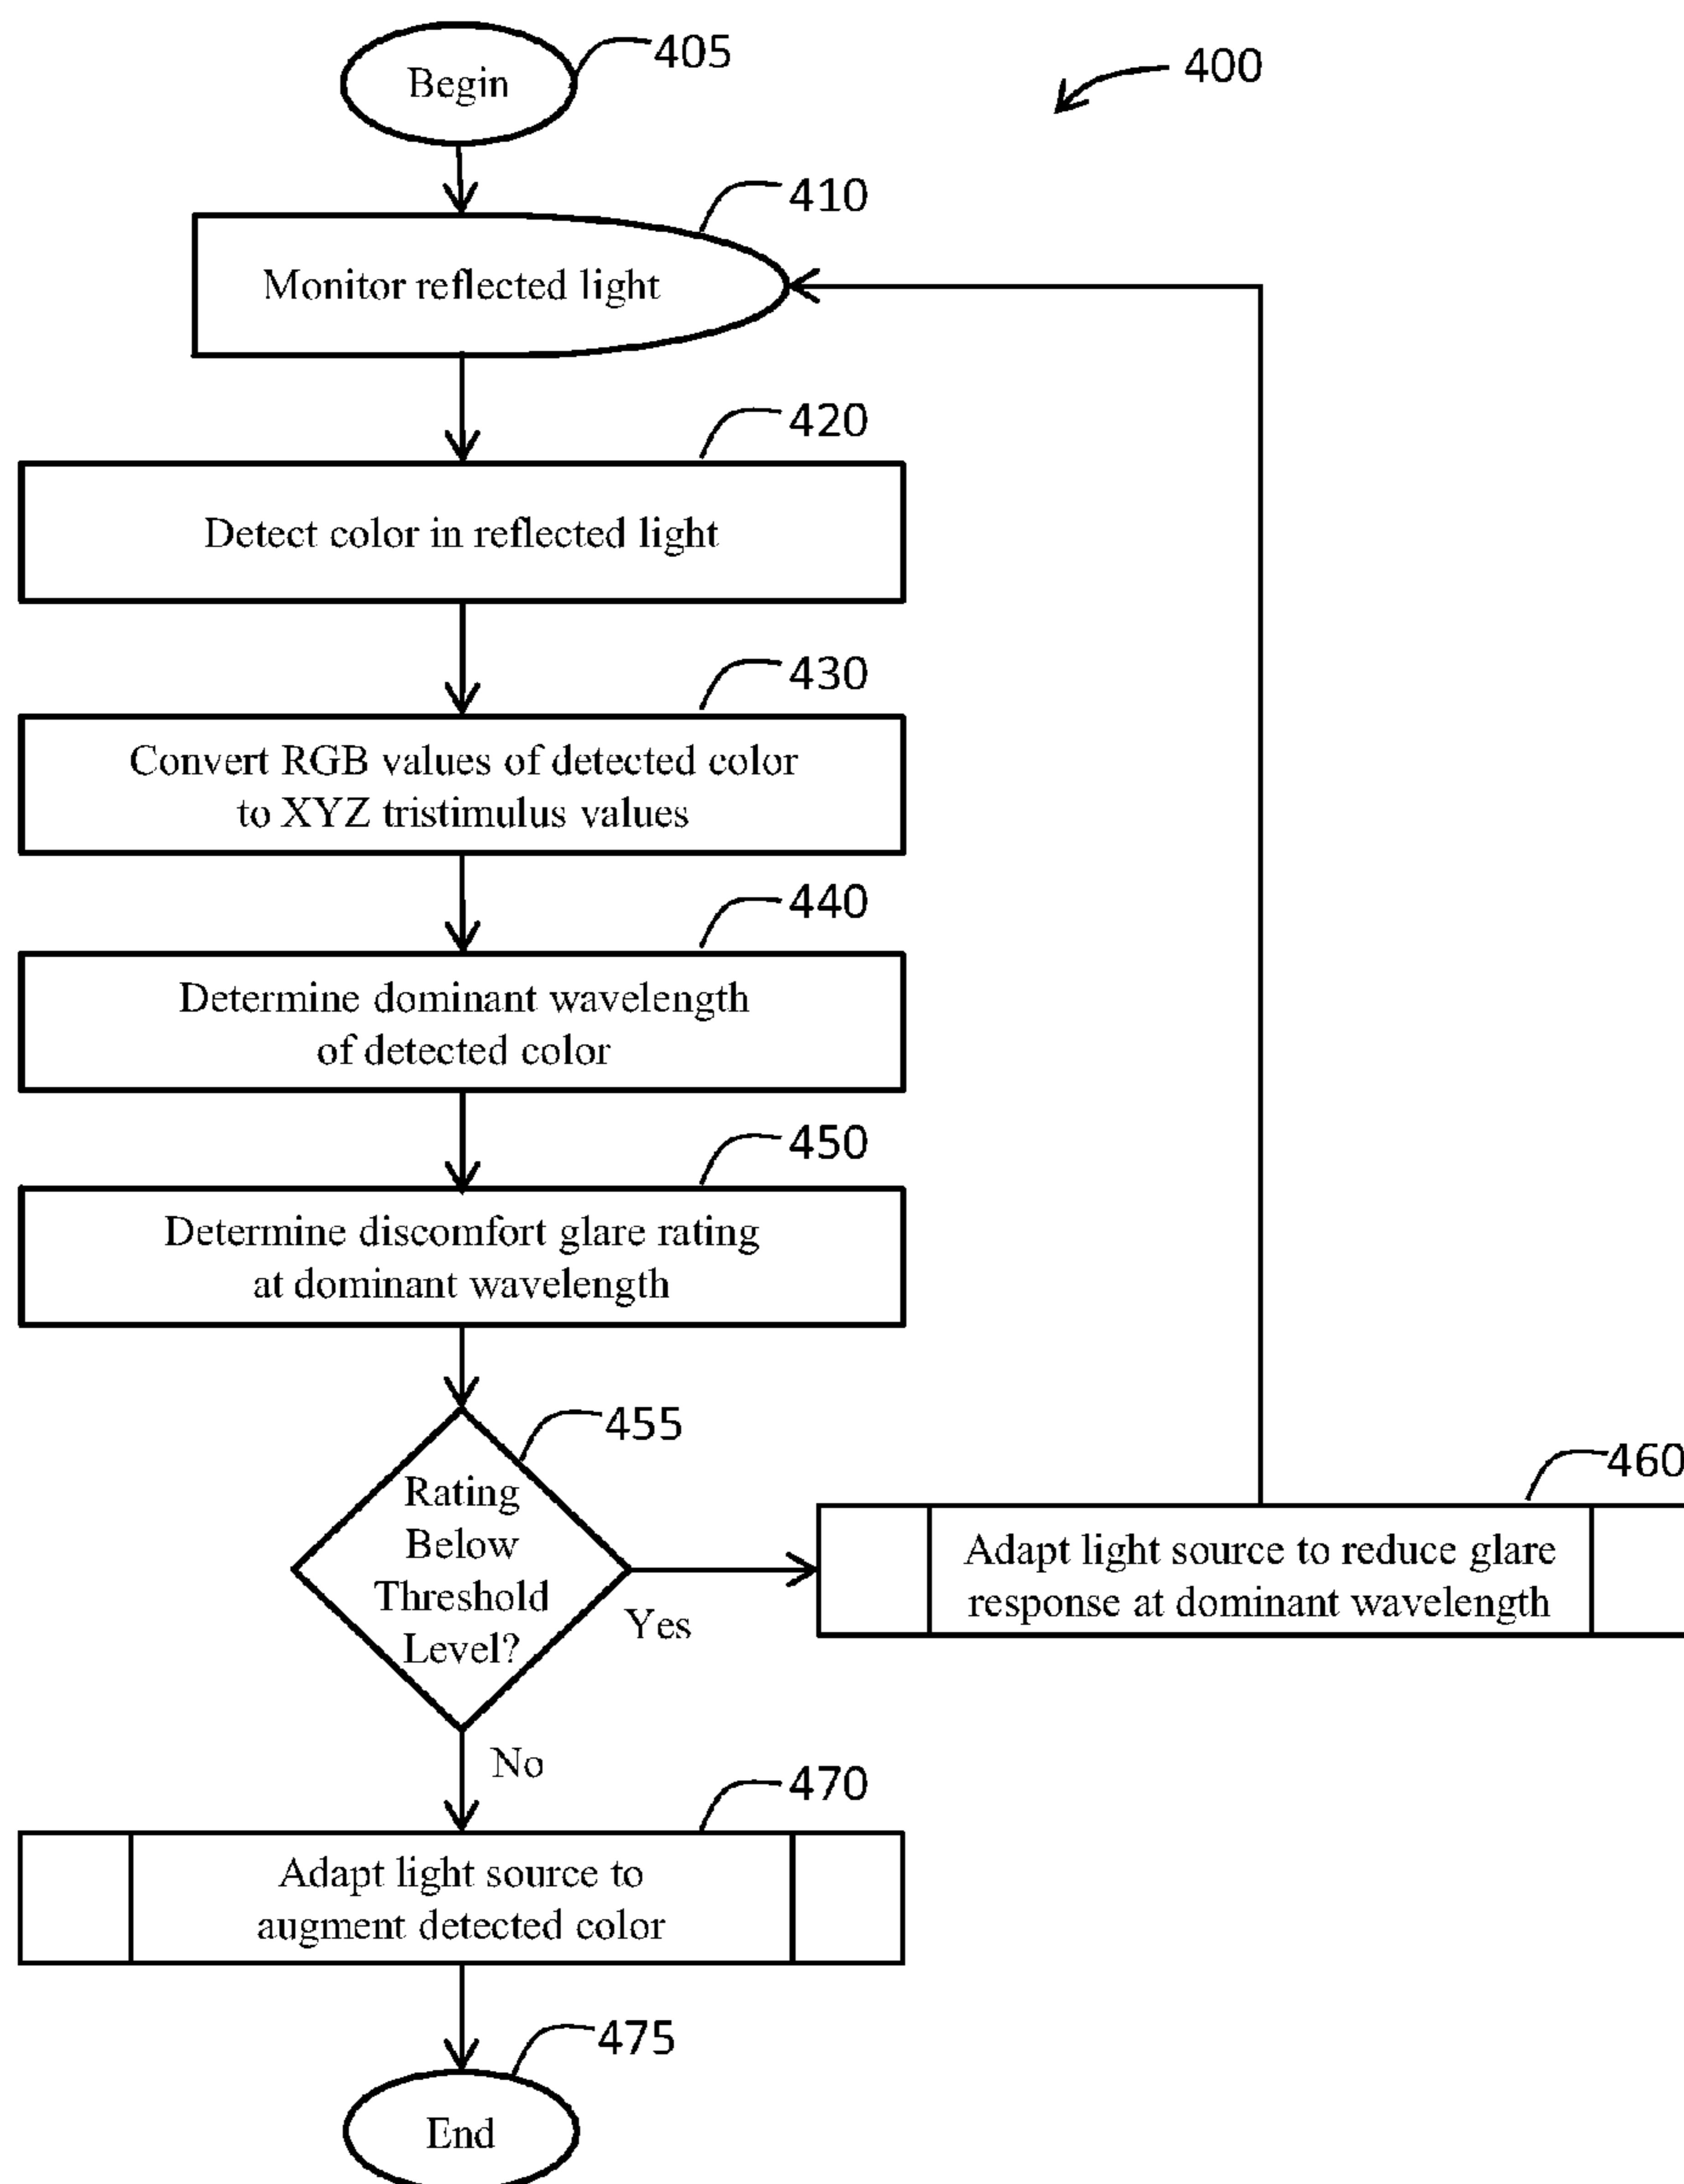 Begin
405
400
410
Monitor reflected light
420
Detect color in reflected light
430
Convert RGB values of detected color
to XYZ tristimulus values
440
Determine dominant wavelength
of detected color
450
Determine discomfort glare rating
at dominant wavelength
455
Rating
Below
Threshold
Level?
Yes
460
Adapt light source to reduce glare
response at dominant wavelength
No
470
Adapt light source to
augment detected color
475
End